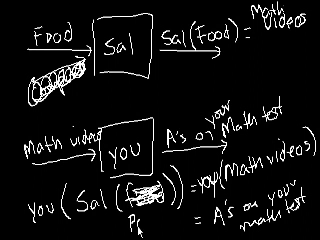 Food Sal Sal(Food) = Math videos
Math videos you A's on your Math test
you(Sal( )) = you(Math videos)
= A's on your math test